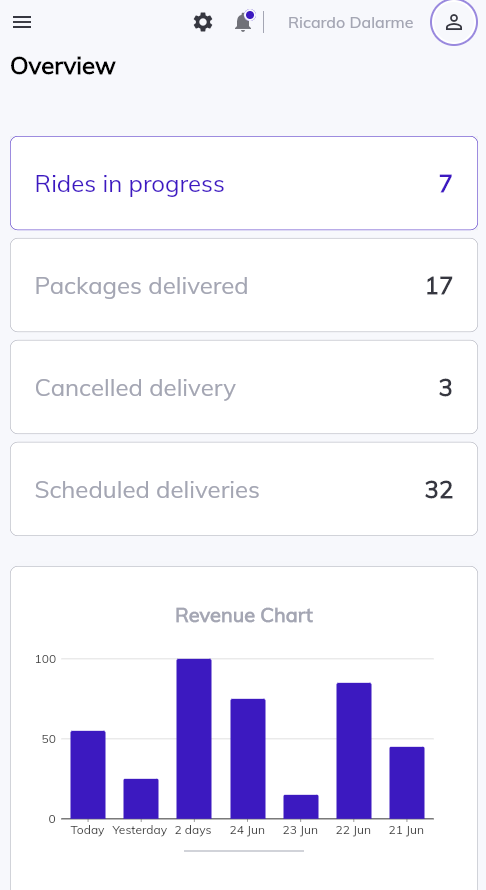 Ricardo Dalarme
Overview
Rides in progress 7
Packages delivered 17
Cancelled delivery 3
Scheduled deliveries 32
Revenue Chart
100
50
0
Today Yesterday 2 days 24 Jun 23 Jun 22 Jun 21 Jun